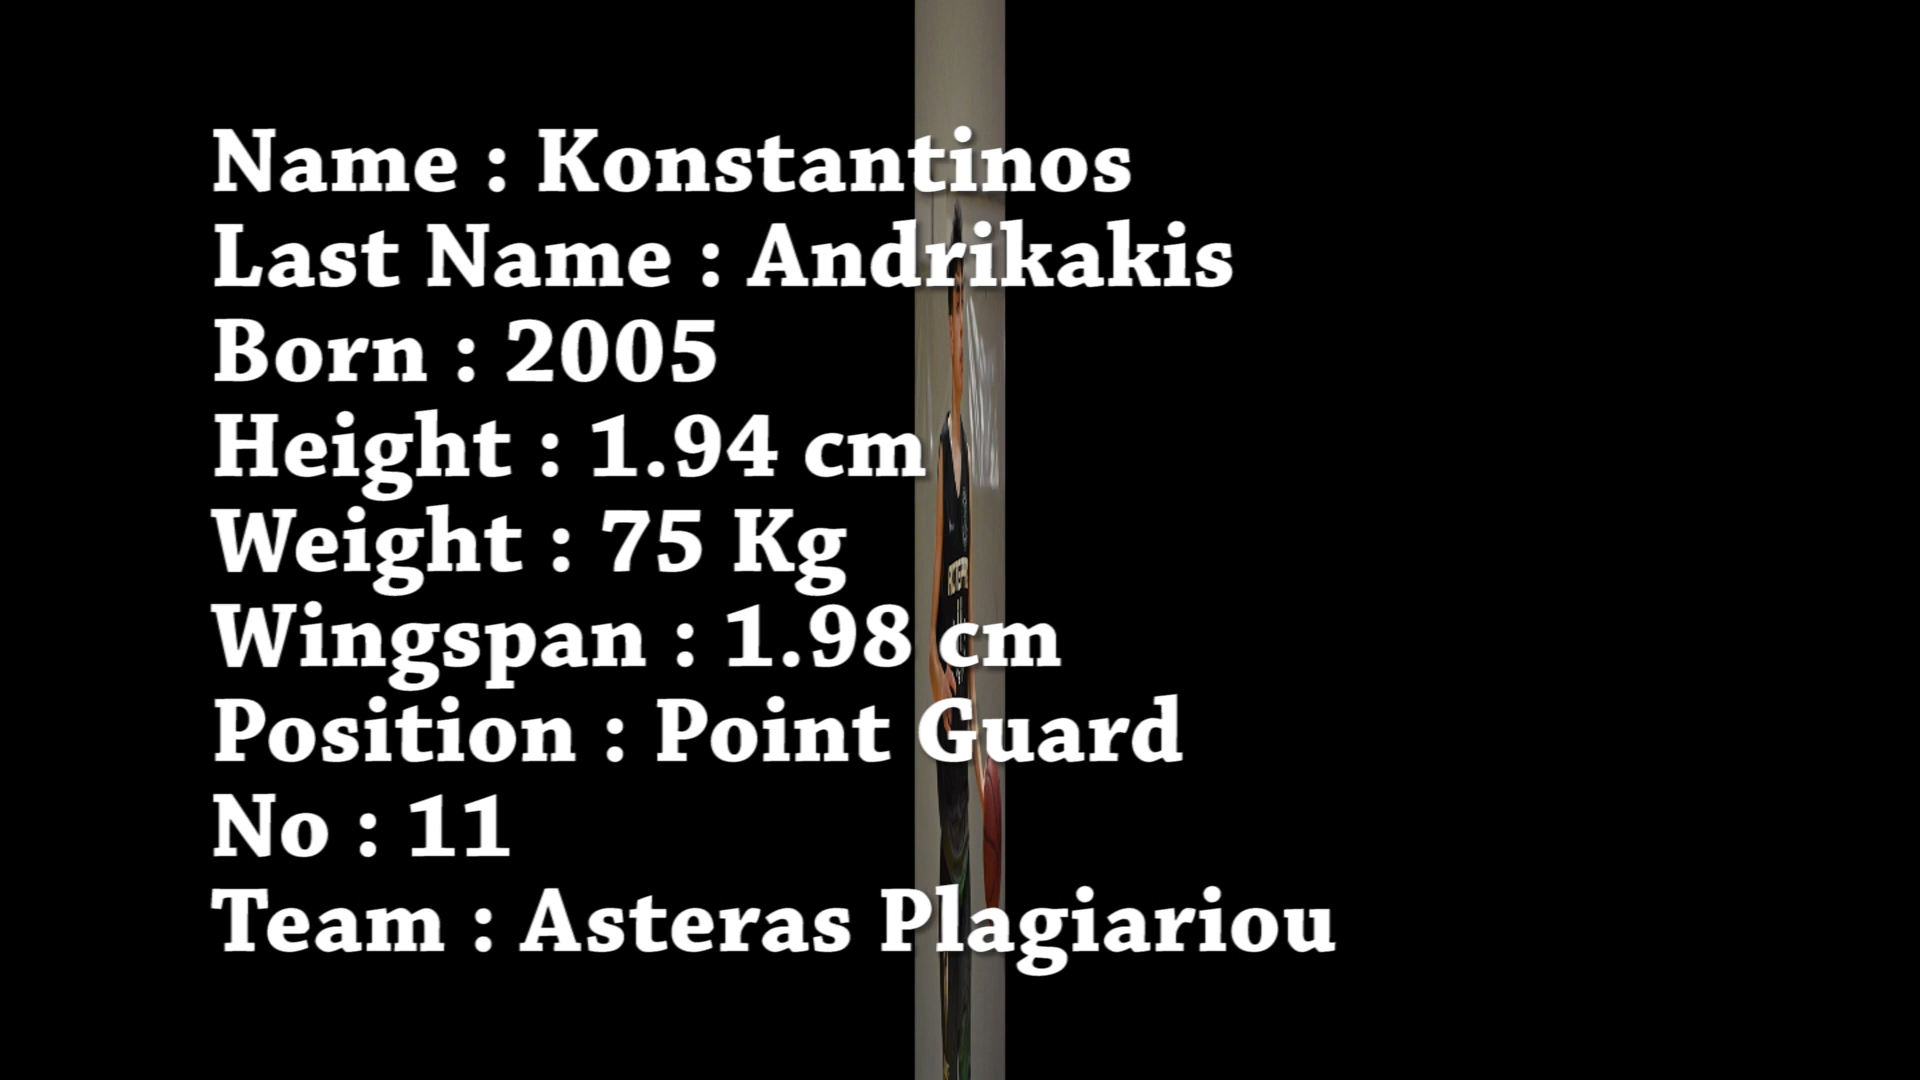 Name : Konstantinos
Last Name : Andrikakis
Born : 2005
Height : 1.94 cm
Weight : 75 Kg
Wingspan : 1.98 cm
Position : Point Guard
No : 11
Team : Asteras Plagiariou